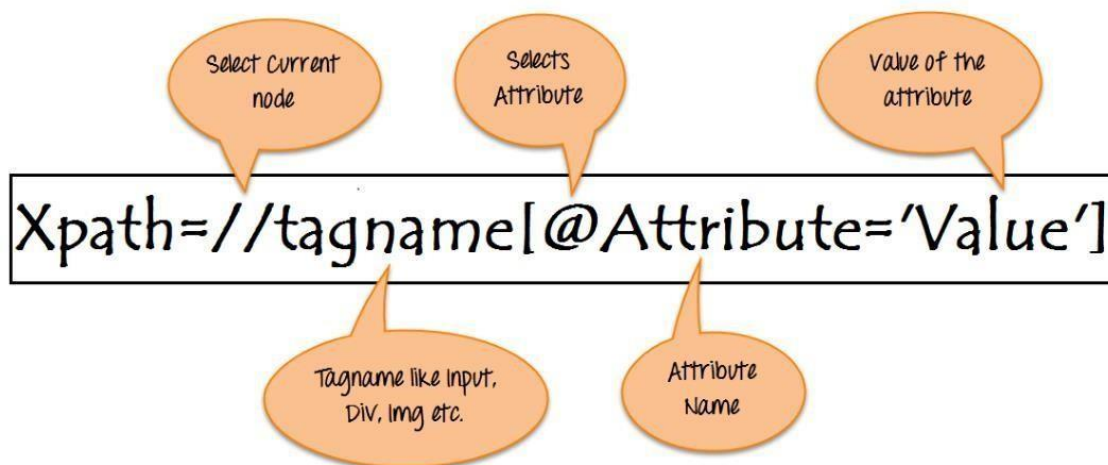 Select Current
node
Selects
Attribute
Value of the
attribute
Xpath=//tagname[@Attribute='Value']
Tagname like Input,
Div, Img etc.
Attribute
Name